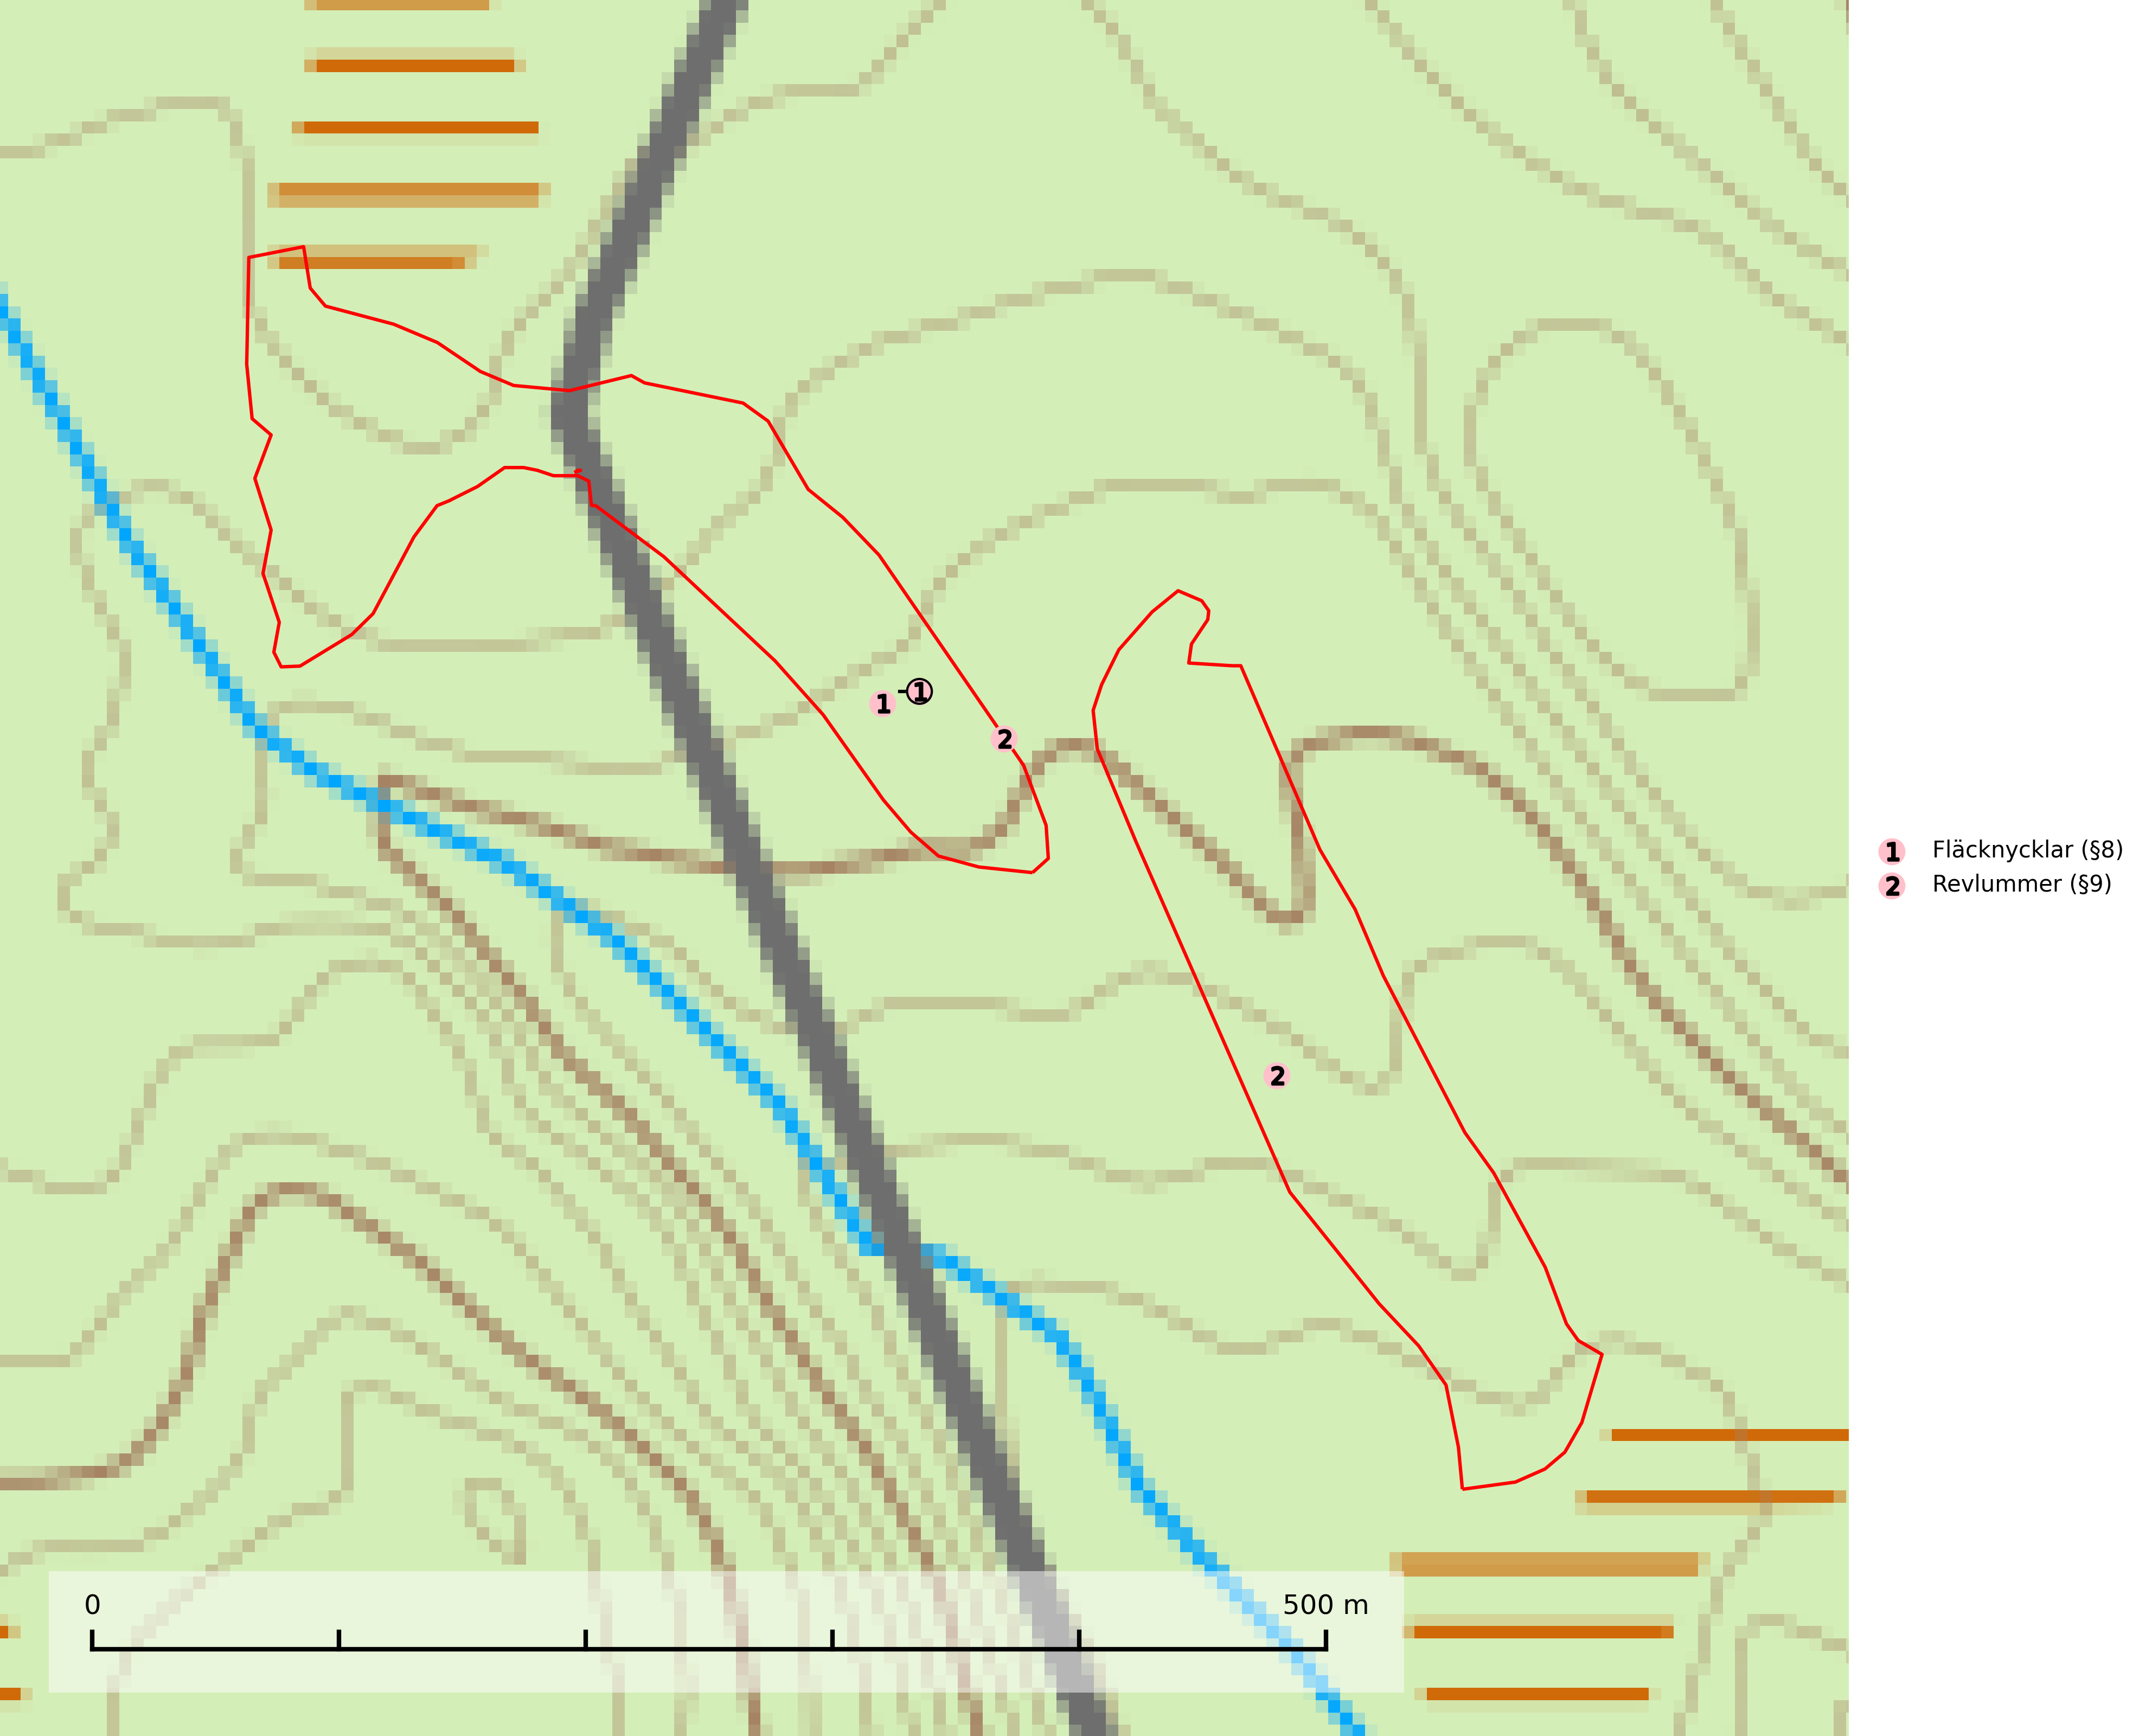 1 1
2
2
1 Fläcknycklar (§8)
2 Revlummer (§9)
0 500 m